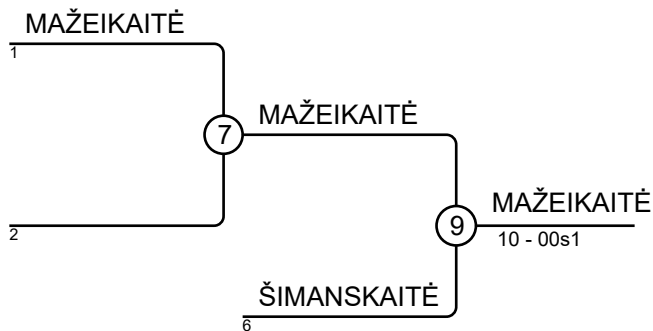 MAŽEIKAITĖ
1
7
MAŽEIKAITĖ
2
9
MAŽEIKAITĖ
10 - 00s1
ŠIMANSKAITĖ
6